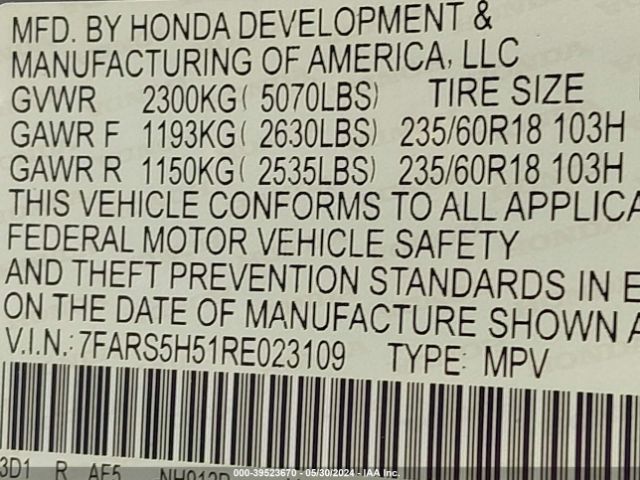 MFD. BY HONDA DEVELOPMENT &
MANUFACTURING OF AMERICA, LLC
GVWR 2300KG( 5070LBS) TIRE SIZE
GAWR F 1193KG( 2630LBS) 235/60R18 103H
GAWR R 1150KG( 2535LBS) 235/60R18 103H
THIS VEHICLE CONFORMS TO ALL APPLICA
FEDERAL MOTOR VEHICLE SAFETY
AND THEFT PREVENTION STANDARDS IN E
ON THE DATE OF MANUFACTURE SHOWN A
V.I.N.: 7FARS5H51RE023109 TYPE: MPV
3D1 R AF5
000-39523670 - 05/30/2024 - IAA Inc.